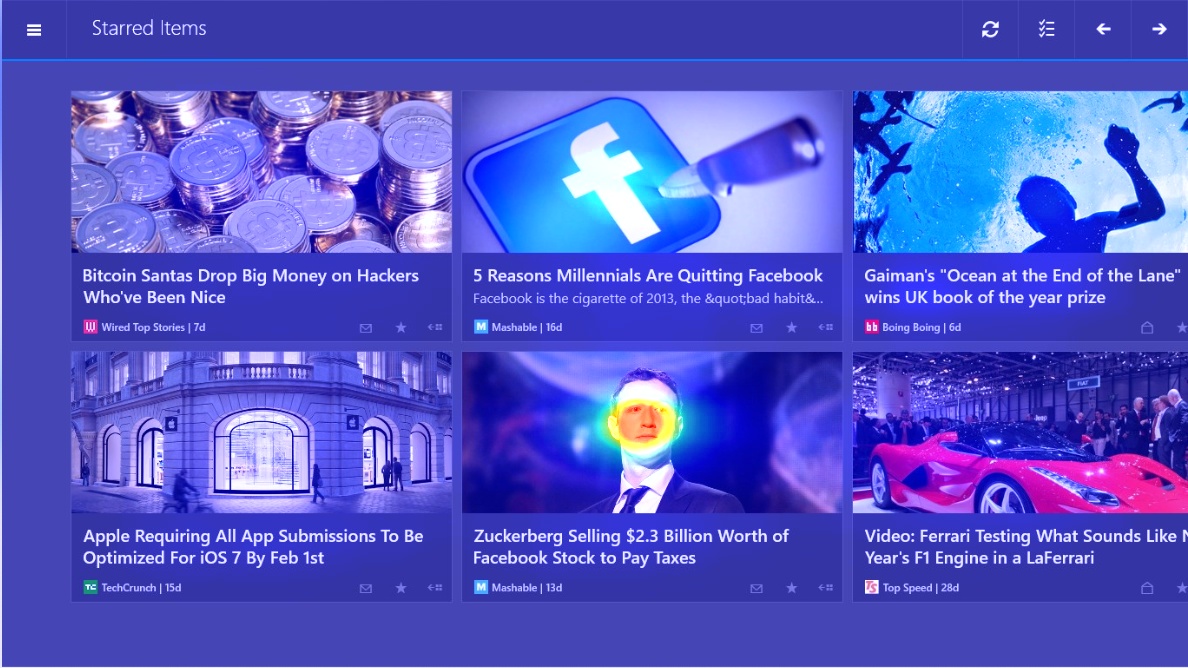 Starred Items
Bitcoin Santas Drop Big Money on Hackers
Who've Been Nice
Wired Top Stories | 7d
5 Reasons Millennials Are Quitting Facebook
Facebook is the cigarette of 2013, the &quot;bad habit&...
Mashable | 16d
Gaiman's "Ocean at the End of the Lane"
wins UK book of the year prize
Boing Boing | 6d
Apple Requiring All App Submissions To Be
Optimized For iOS 7 By Feb 1st
TechCrunch | 15d
FIAT
Zuckerberg Selling $2.3 Billion Worth of
Facebook Stock to Pay Taxes
Mashable | 13d
Video: Ferrari Testing What Sounds Like N
Year's F1 Engine in a LaFerrari
Top Speed | 28d